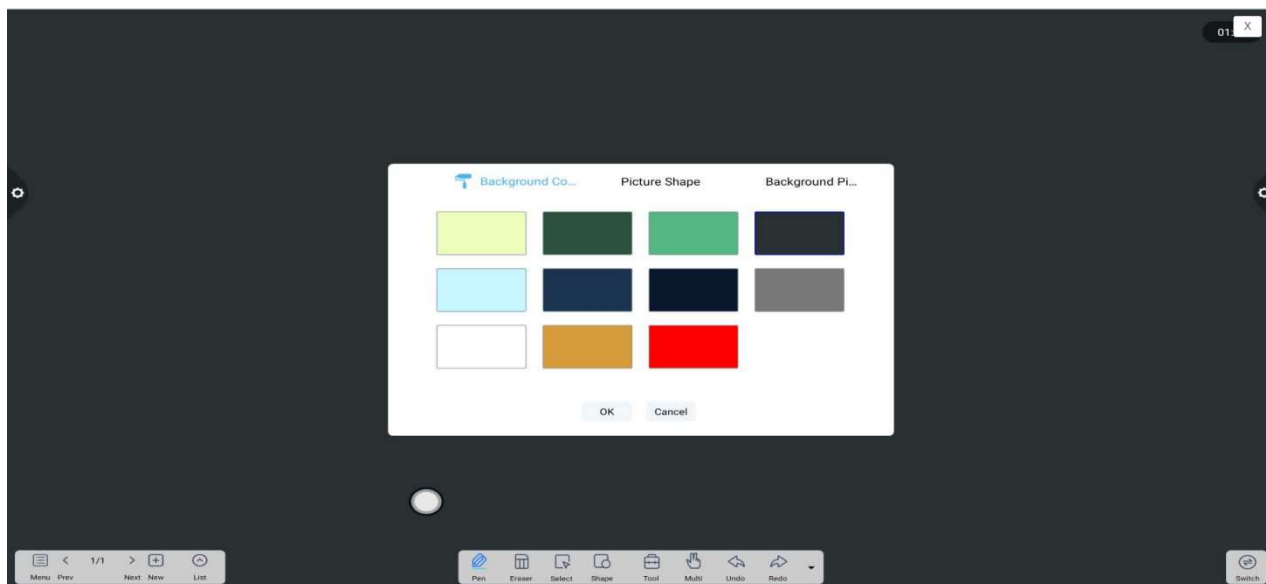 01: X
Background Co... Picture Shape Background Pi...
OK Cancel
1/1
Menu Prev Next New List Pen Eraser Select Shape Tool Multi Undo Redo Switch